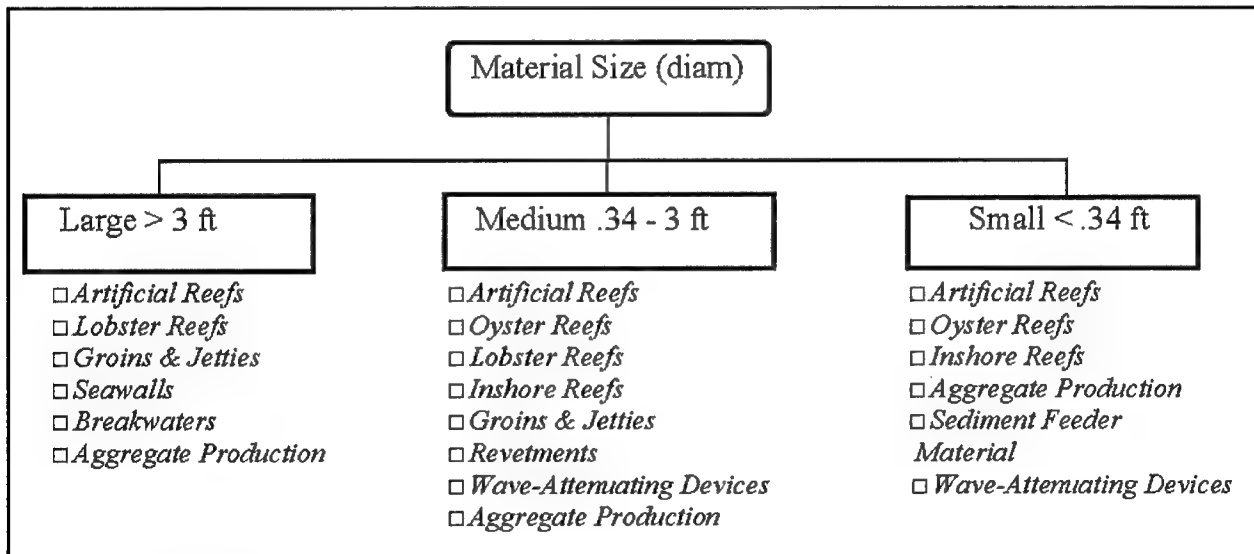 Material Size (diam)
Large > 3 ft
□ Artificial Reefs
□ Lobster Reefs
□ Groins & Jetties
□ Seawalls
□ Breakwaters
□ Aggregate Production
Medium .34 - 3 ft
□ Artificial Reefs
□ Oyster Reefs
□ Lobster Reefs
□ Inshore Reefs
□ Groins & Jetties
□ Revetments
□ Wave-Attenuating Devices
□ Aggregate Production
Small < .34 ft
□ Artificial Reefs
□ Oyster Reefs
□ Inshore Reefs
□ Aggregate Production
□ Sediment Feeder
Material
□ Wave-Attenuating Devices